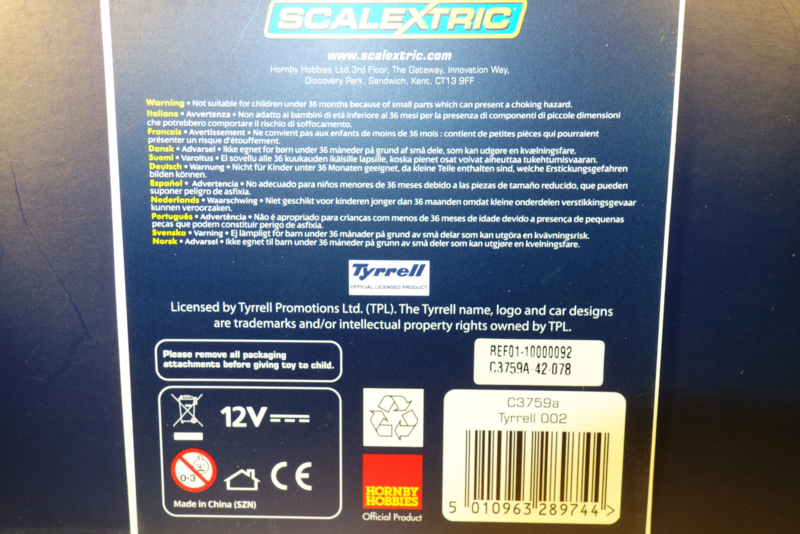 SCALEXTRIC
www.scalextric.com
Hornby Hobbies Ltd. 3rd Floor, The Gateway, Innovation Way,
Discovery Park, Sandwich, Kent, CT13 9FF
Warning • Not suitable for children under 36 months because of small parts which can present a choking hazard.
Italiano • Avvertenza • Non adatto ai bambini di età inferiore ai 36 mesi per la presenza di componenti di piccole dimensioni
che potrebbero comportare il rischio di soffocamento.
Francais • Avertissement • Ne convient pas aux enfants de moins de 36 mois : contient de petites pièces qui pourraient
présenter un risque d'étouffement.
Dansk • Advarsel • Ikke egnet for børn under 36 måneder på grund af små dele, som kan udgøre en kvælningsfare.
Suomi • Varoitus • Ei sovellu alle 36 kuukauden ikäisille lapsille, koska pienet osat voivat aiheuttaa tukehtumisvaaran.
Deutsch • Warnung • Nicht für Kinder unter 36 Monaten geeignet, da kleine Teile enthalten sind, welche Erstickungsgefahren
bilden können.
Español • Advertencia • No adecuado para niños menores de 36 meses debido a las piezas de tamaño reducido, que pueden
suponer peligro de asfixia.
Nederlands • Waarschwing • Niet geschikt voor kinderen jonger dan 36 maanden omdat kleine onderdelen verstikkingsgevaar
kunnen veroorzaken.
Português • Advertência • Não é apropriado para crianças com menos de 36 meses de idade devido a presença de pequenas
peças que podem constituir perigo de asfixia.
Svenska • Varning • Ej lämpligt för barn under 36 månader på grund av små delar som kan utgöra en kvävningsrisk.
Norsk • Advarsel • Ikke egnet til barn under 36 måneder på grunn av små deler som kan utgjøre en kvelningsfare.
Tyrrell
OFFICIAL LICENSED PRODUCT
Licensed by Tyrrell Promotions Ltd. (TPL). The Tyrrell name, logo and car designs
are trademarks and/or intellectual property rights owned by TPL.
Please remove all packaging
attachments before giving toy to child.
REF01-10000092
C3759A-42-078
12V
0-3
CE
Made in China (SZN)
HORNBY
HOBBIES
Official Product
C3759a
Tyrrell 002
5 010963 289744 >